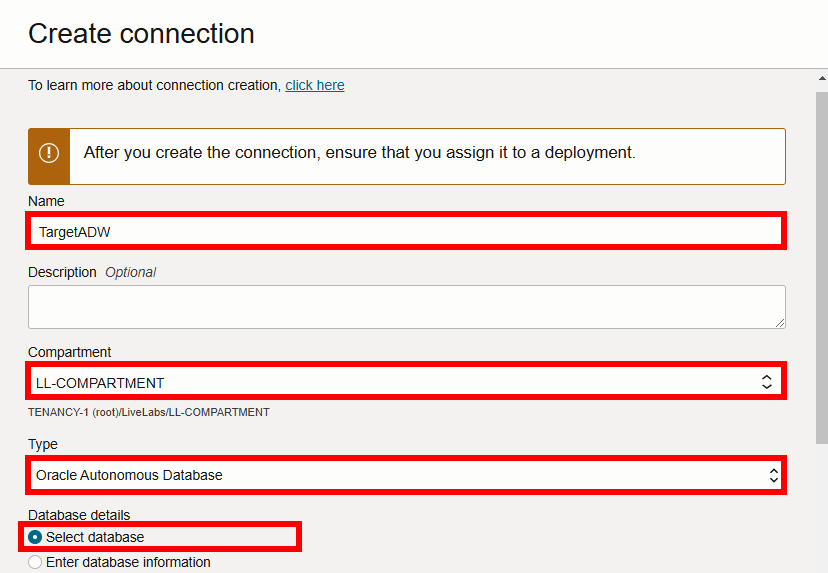 Create connection
To learn more about connection creation, click here
After you create the connection, ensure that you assign it to a deployment.
Name
TargetADW
Description Optional
Compartment
LL-COMPARTMENT
TENANCY-1 (root)/LiveLabs/LL-COMPARTMENT
Type
Oracle Autonomous Database
Database details
Select database
Enter database information